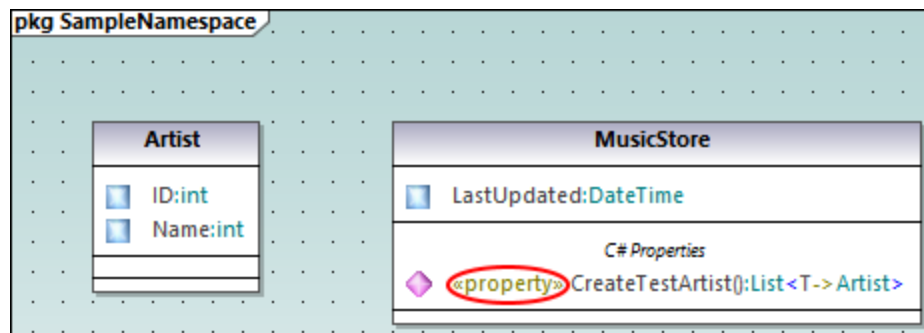 pkg SampleNamespace
Artist
ID:int
Name:int
MusicStore
LastUpdated:DateTime
C# Properties
«property»CreateTestArtist():List<T->Artist>